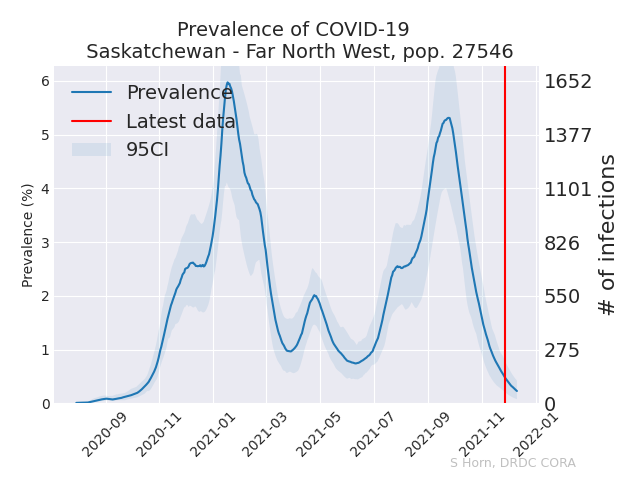 Prevalence of COVID-19
Saskatchewan - Far North West, pop. 27546
Prevalence
Latest data
95CI
Prevalence (%)
6
5
4
3
2
1
0
1652
1377
1101
826
550
275
0
# of infections
2020-09
2020-11
2021-01
2021-03
2021-05
2021-07
2021-09
2021-11
2022-01
S Horn, DRDC CORA